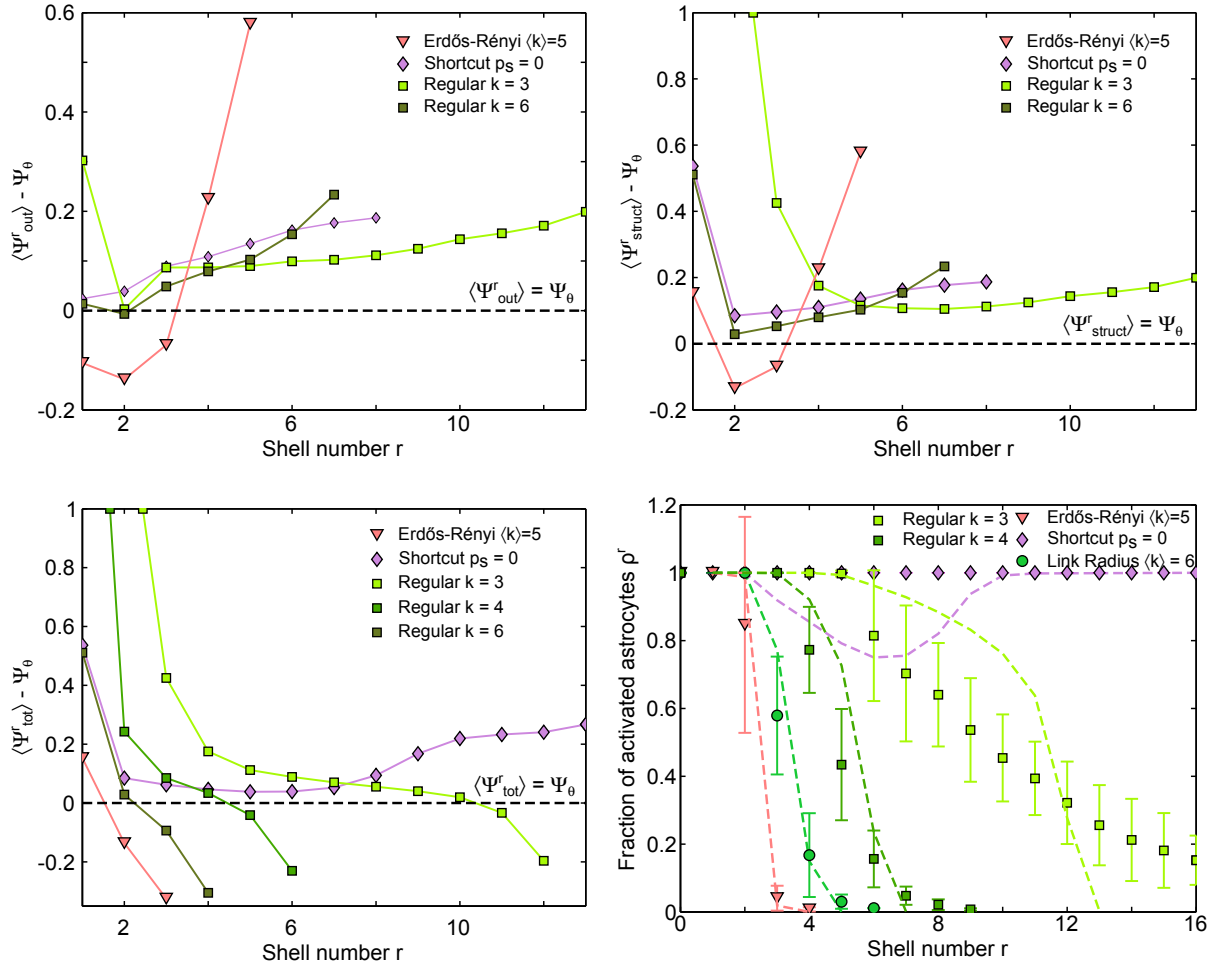 0.6
0.4
0.2
0
-0.2
⟨Ψ^r_out⟩ - Ψ_θ
Erdős-Rényi ⟨k⟩=5
Shortcut p_S = 0
Regular k = 3
Regular k = 6
⟨Ψ^r_out⟩ = Ψ_θ
2 6 10
Shell number r
1
0.8
0.6
0.4
0.2
0
-0.2
⟨Ψ^r_struct⟩ - Ψ_θ
Erdős-Rényi ⟨k⟩=5
Shortcut p_S = 0
Regular k = 3
Regular k = 6
⟨Ψ^r_struct⟩ = Ψ_θ
2 6 10
Shell number r
1
0.8
0.6
0.4
0.2
0
-0.2
⟨Ψ^r_tot⟩ - Ψ_θ
Erdős-Rényi ⟨k⟩=5
Shortcut p_S = 0
Regular k = 3
Regular k = 4
Regular k = 6
⟨Ψ^r_tot⟩ = Ψ_θ
2 6 10
Shell number r
1.2
1
0.8
0.6
0.4
0.2
0
Fraction of activated astrocytes ρ^r
Regular k = 3
Regular k = 4
Erdős-Rényi ⟨k⟩=5
Shortcut p_S = 0
Link Radius ⟨k⟩ = 6
0 4 8 12 16
Shell number r